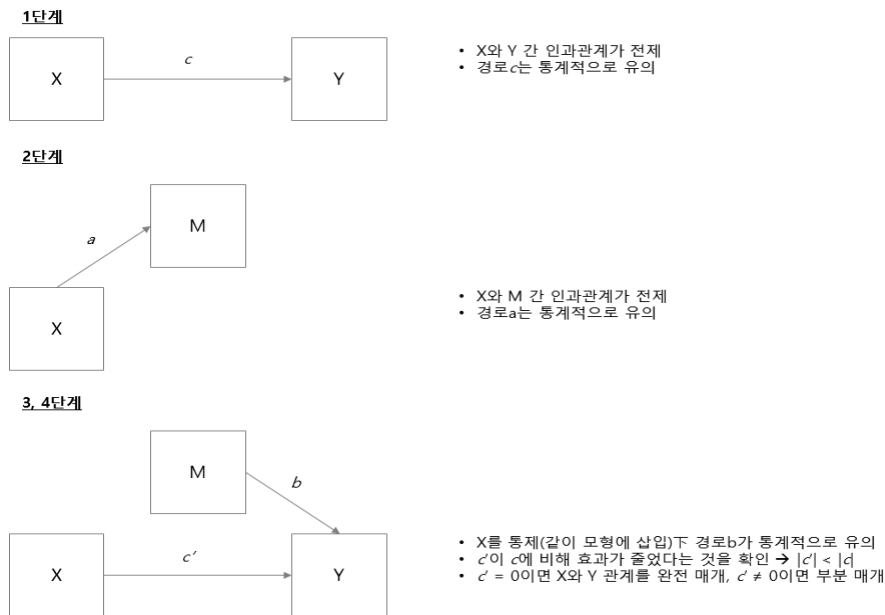 1단계
X
c
Y
• X와 Y 간 인과관계가 전제
• 경로c는 통계적으로 유의
2단계
M
a
X
• X와 M 간 인과관계가 전제
• 경로a는 통계적으로 유의
3, 4단계
M
b
X
c'
Y
• X를 통제(같이 모형에 삽입)下 경로b가 통계적으로 유의
• c'이 c에 비해 효과가 줄었다는 것을 확인 → |c'| < |c|
• c' = 0이면 X와 Y 관계를 완전 매개, c' ≠ 0이면 부분 매개